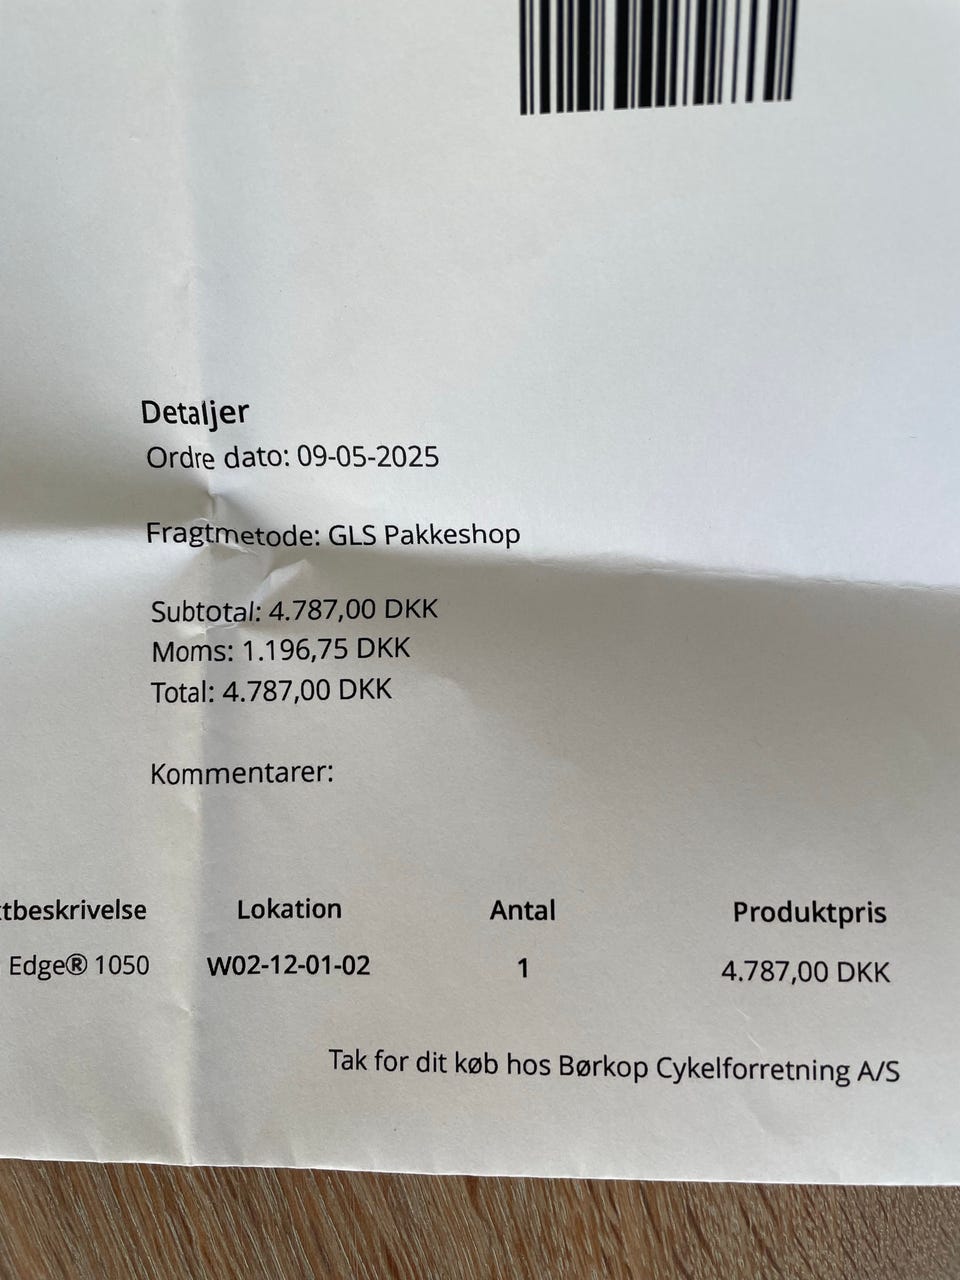 Detaljer
Ordre dato: 09-05-2025
Fragtmetode: GLS Pakkeshop
Subtotal: 4.787,00 DKK
Moms: 1.196,75 DKK
Total: 4.787,00 DKK
Kommentarer:
tbeskrivelse Lokation Antal Produktpris
Edge® 1050 W02-12-01-02 1 4.787,00 DKK
Tak for dit køb hos Børkop Cykelforretning A/S